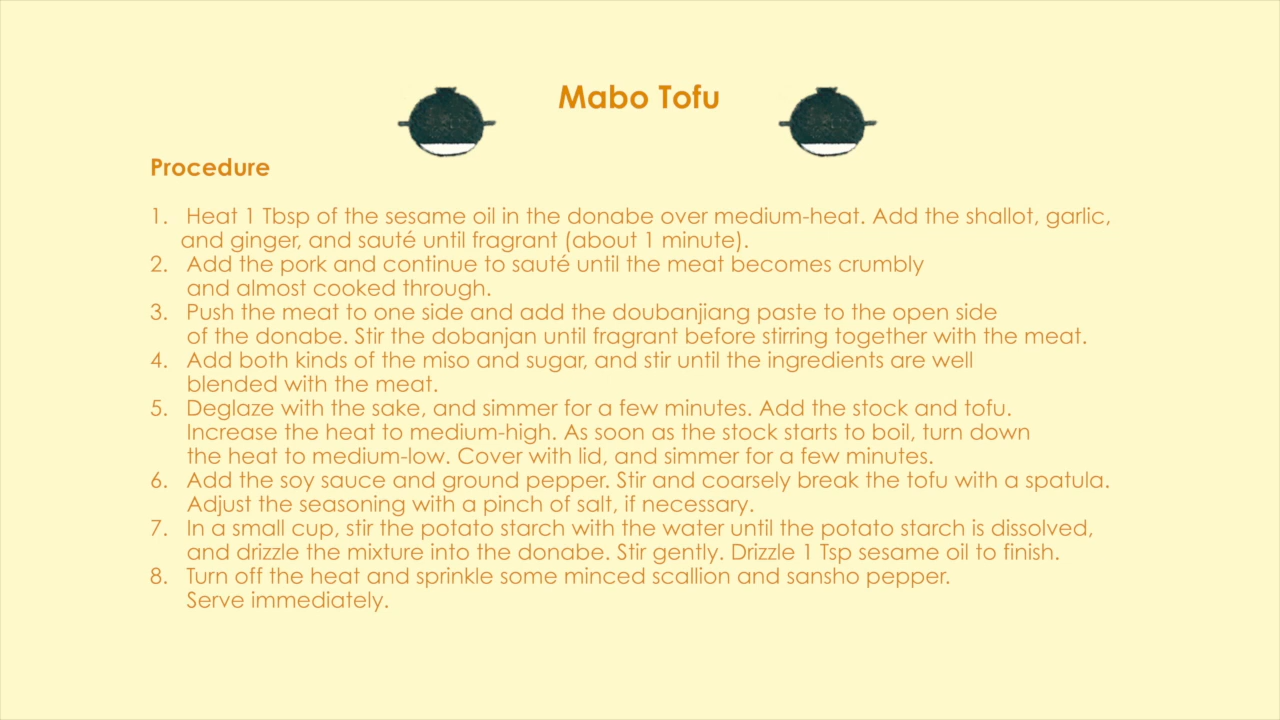 Mabo Tofu
Procedure
1. Heat 1 Tbsp of the sesame oil in the donabe over medium-heat. Add the shallot, garlic,
and ginger, and sauté until fragrant (about 1 minute).
2. Add the pork and continue to sauté until the meat becomes crumbly
and almost cooked through.
3. Push the meat to one side and add the doubanjiang paste to the open side
of the donabe. Stir the dobanjan until fragrant before stirring together with the meat.
4. Add both kinds of the miso and sugar, and stir until the ingredients are well
blended with the meat.
5. Deglaze with the sake, and simmer for a few minutes. Add the stock and tofu.
Increase the heat to medium-high. As soon as the stock starts to boil, turn down
the heat to medium-low. Cover with lid, and simmer for a few minutes.
6. Add the soy sauce and ground pepper. Stir and coarsely break the tofu with a spatula.
Adjust the seasoning with a pinch of salt, if necessary.
7. In a small cup, stir the potato starch with the water until the potato starch is dissolved,
and drizzle the mixture into the donabe. Stir gently. Drizzle 1 Tsp sesame oil to finish.
8. Turn off the heat and sprinkle some minced scallion and sansho pepper.
Serve immediately.